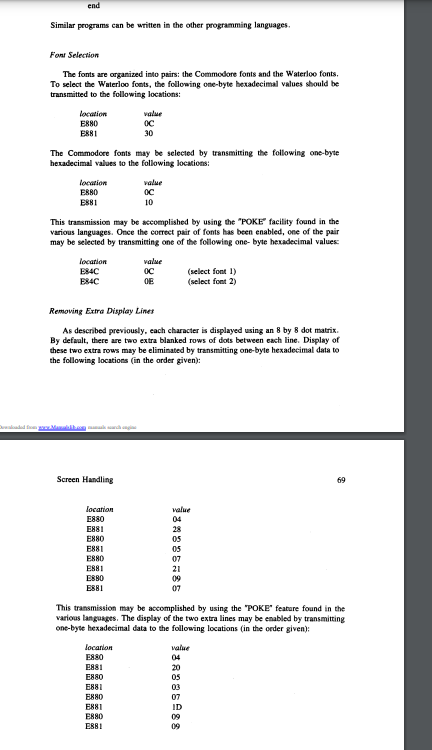 end
Similar programs can be written in the other programming languages.
Font Selection
The fonts are organized into pairs: the Commodore fonts and the Waterloo fonts.
To select the Waterloo fonts, the following one-byte hexadecimal values should be
transmitted to the following locations:
location value
E880 0C
E881 30
The Commodore fonts may be selected by transmitting the following one-byte
hexadecimal values to the following locations:
location value
E880 0C
E881 10
This transmission may be accomplished by using the "POKE" facility found in the
various languages. Once the correct pair of fonts has been enabled, one of the pair
may be selected by transmitting one of the following one- byte hexadecimal values:
location value
E84C 0C (select font 1)
E84C 0E (select font 2)
Removing Extra Display Lines
As described previously, each character is displayed using an 8 by 8 dot matrix.
By default, there are two extra blanked rows of dots between each line. Display of
these two extra rows may be eliminated by transmitting one-byte hexadecimal data to
the following locations (in the order given):
Downloaded from www.Manualslib.com manuals search engine
Screen Handling 69
location value
E880 04
E881 28
E880 05
E881 05
E880 07
E881 21
E880 09
E881 07
This transmission may be accomplished by using the "POKE" feature found in the
various languages. The display of the two extra lines may be enabled by transmitting
one-byte hexadecimal data to the following locations (in the order given):
location value
E880 04
E881 20
E880 05
E881 03
E880 07
E881 1D
E880 09
E881 09